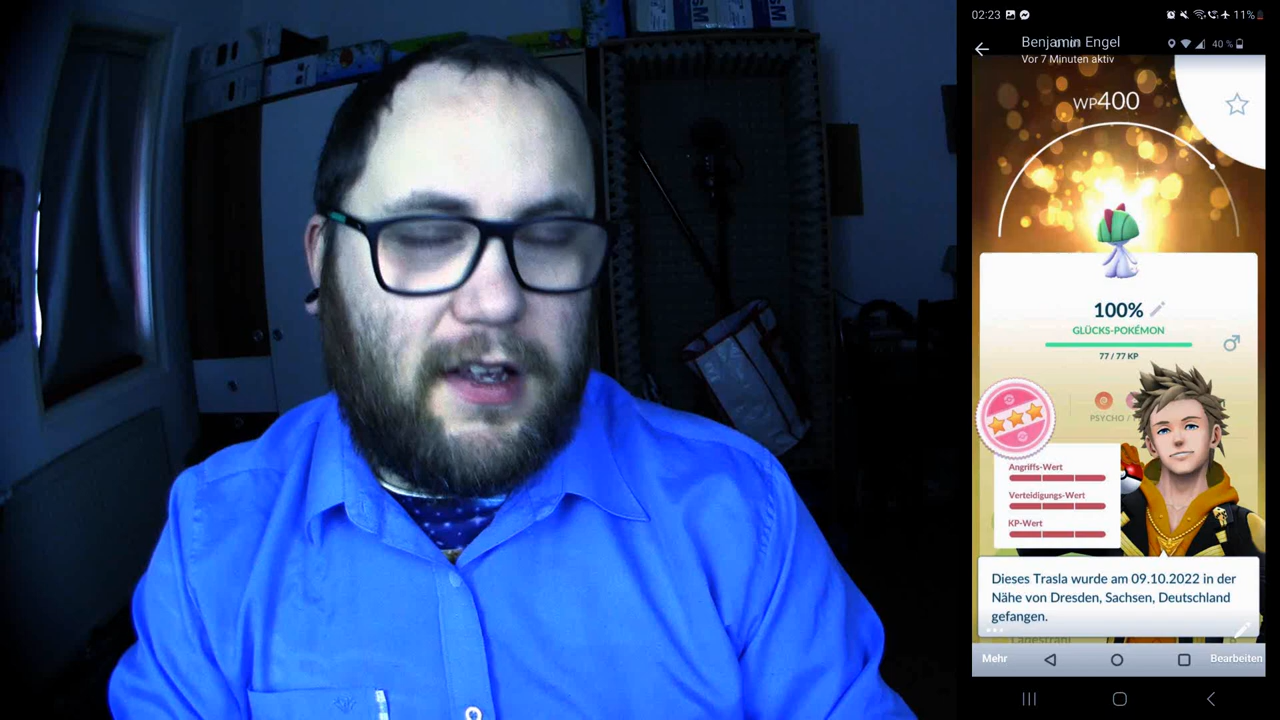 02:23
11%
Benjamin Engel
40 %
Vor 7 Minuten aktiv
WP400
100%
GLÜCKS-POKÉMON
77 / 77 KP
PSYCHO /
Angriffs-Wert
Verteidigungs-Wert
KP-Wert
Dieses Trasla wurde am 09.10.2022 in der
Nähe von Dresden, Sachsen, Deutschland
gefangen.
Mehr
Bearbeiten